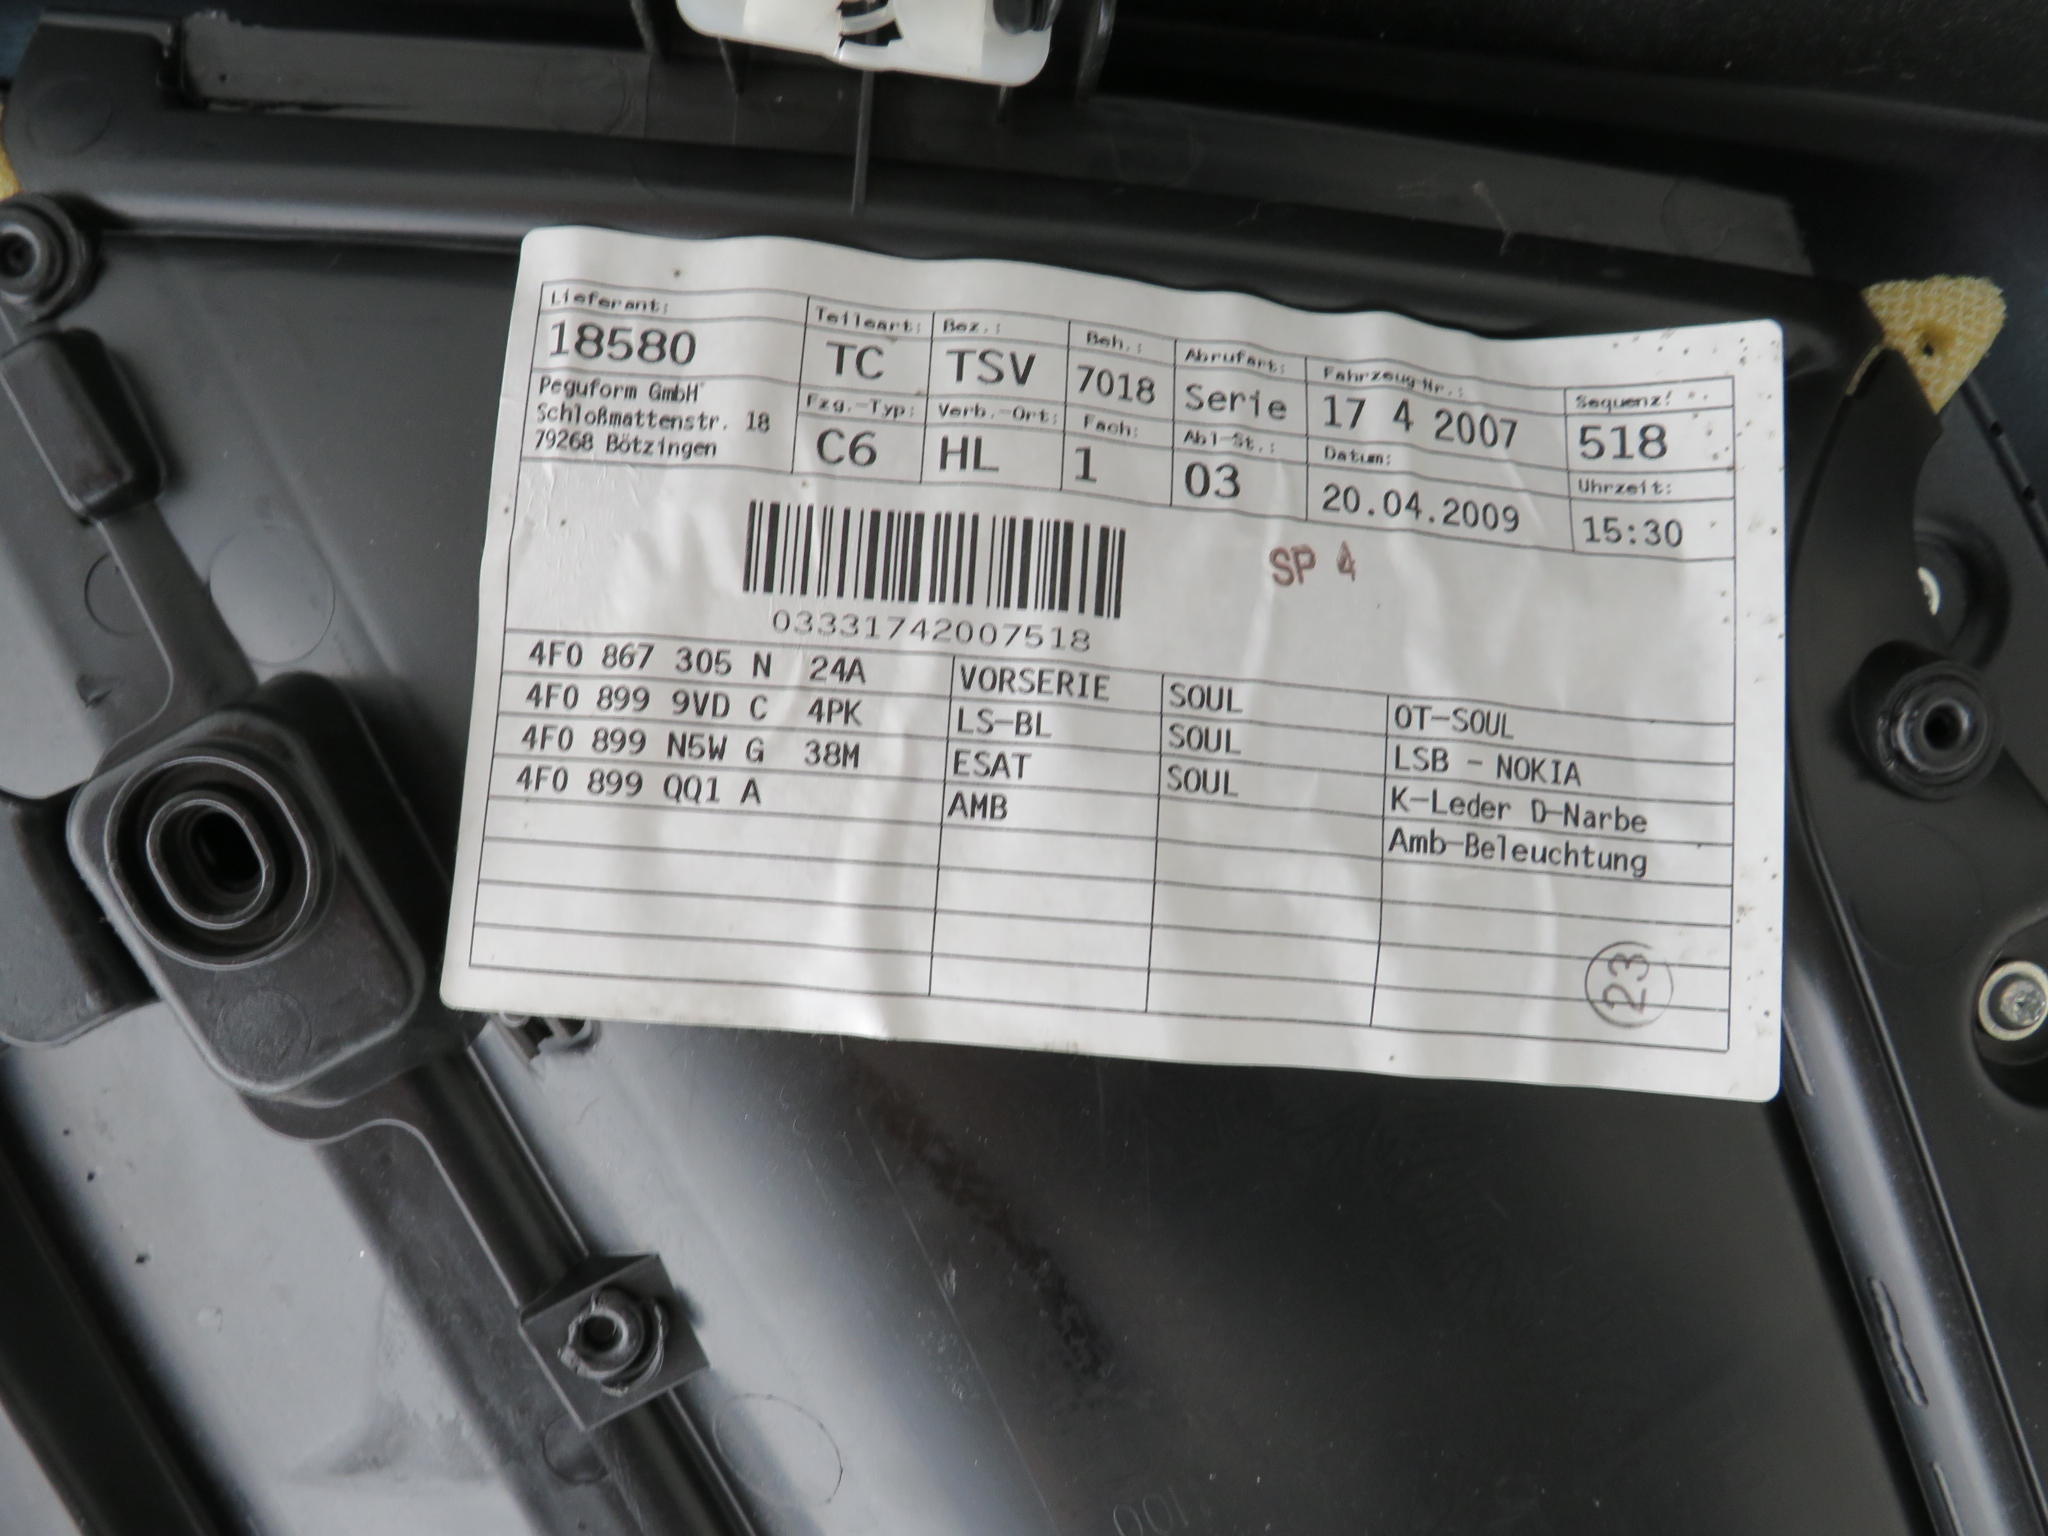 Lieferant: Teileart: Bez.: Beh.: Abrufart: Fahrzeug-Nr.: Sequenz:
18580 TC TSV 7018 Serie 17 4 2007 518
Peguform GmbH
Schloßmattenstr. 18
79268 Bötzingen
Fzg.-Typ: Verb.-Ort: Fach: Abl-St.: Datum: Uhrzeit:
C6 HL 1 03 20.04.2009 15:30
SP 4
03331742007518
4F0 867 305 N 24A VORSERIE SOUL OT-SOUL
4F0 899 9VD C 4PK LS-BL SOUL LSB - NOKIA
4F0 899 N5W G 38M ESAT SOUL K-Leder D-Narbe
4F0 899 QQ1 A AMB Amb-Beleuchtung
23